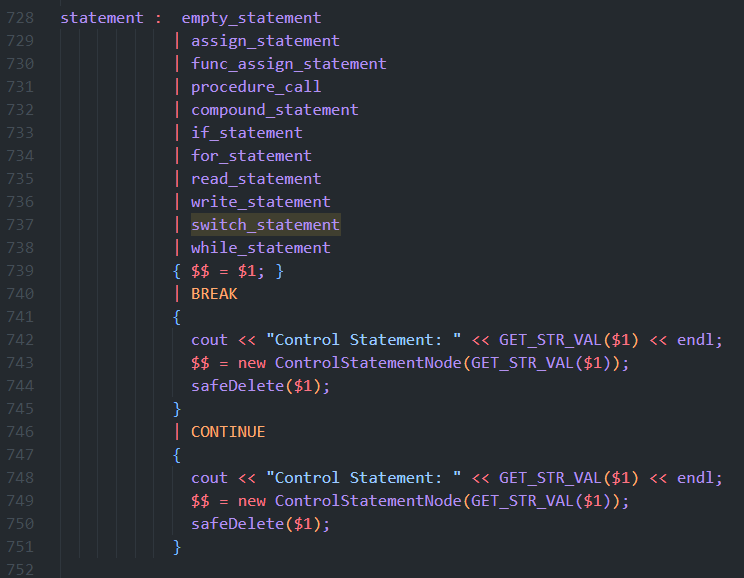 728 statement :  empty_statement
729 | assign_statement
730 | func_assign_statement
731 | procedure_call
732 | compound_statement
733 | if_statement
734 | for_statement
735 | read_statement
736 | write_statement
737 | switch_statement
738 | while_statement
739 { $$ = $1; }
740 | BREAK
741 {
742 cout << "Control Statement: " << GET_STR_VAL($1) << endl;
743 $$ = new ControlStatementNode(GET_STR_VAL($1));
744 safeDelete($1);
745 }
746 | CONTINUE
747 {
748 cout << "Control Statement: " << GET_STR_VAL($1) << endl;
749 $$ = new ControlStatementNode(GET_STR_VAL($1));
750 safeDelete($1);
751 }
752